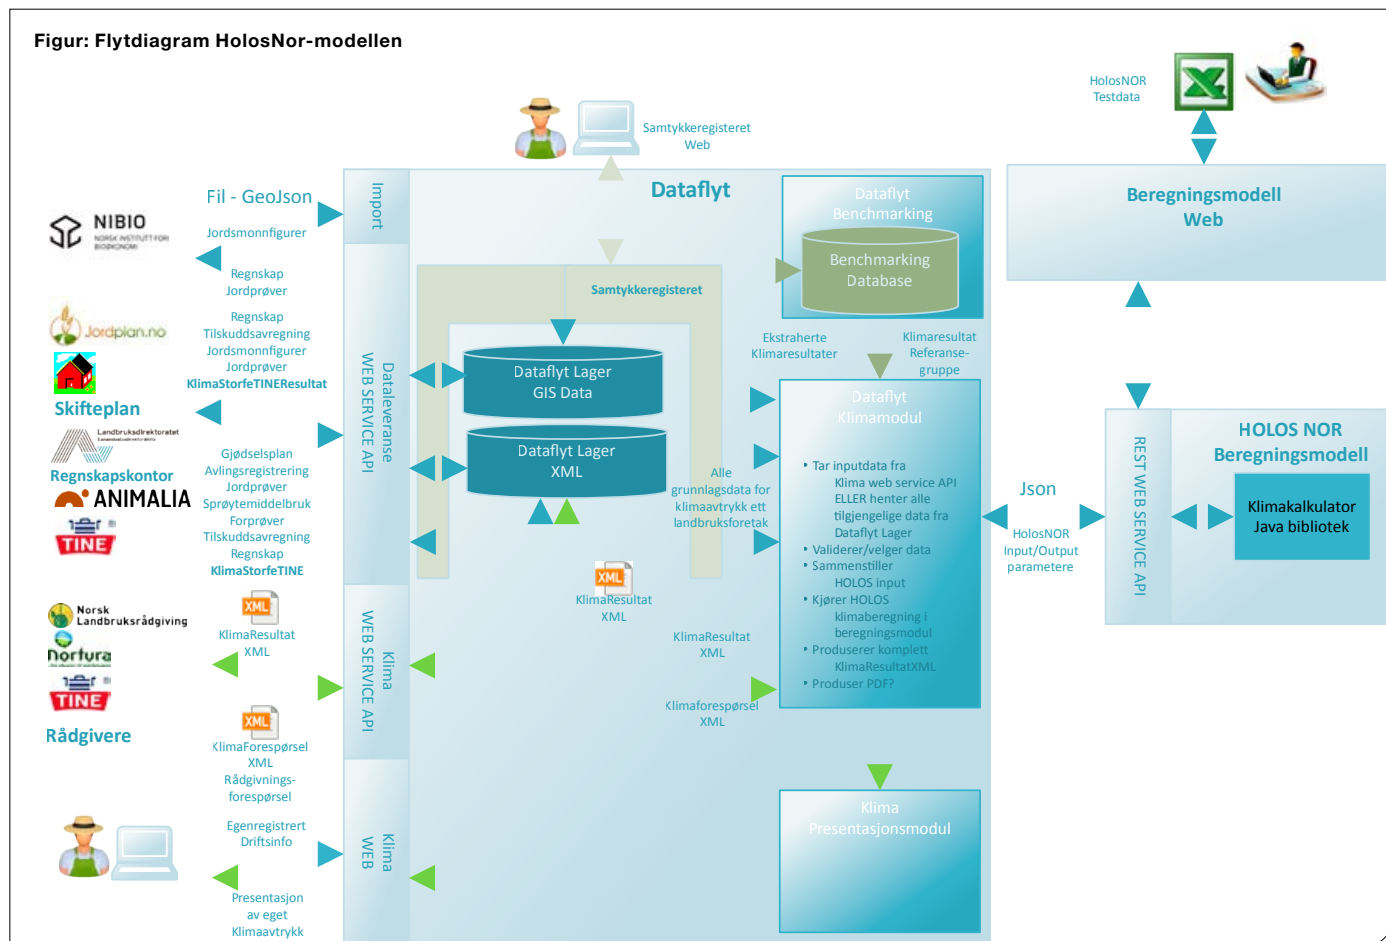 Figur: Flytdiagram HolosNor-modellen
HolosNOR
Testdata
Samtykkeregisteret
Web
Beregningsmodell
Web
Dataflyt
Import
Fil - GeoJson
Jordsmonnfigurer
NIBIO
NORSK INSTITUTT FOR
BIOØKONOMI
Regnskap
Jordprøver
Jordplan.no
Regnskap
Tilskuddsavregning
Jordsmonnfigurer
Jordprøver
KlimaStorfeTINEResultat
Skifteplan
Landbruksdirektoratet
Regnskapskontor
ANIMALIA
TINE
Gjødselsplan
Avlingsregistrering
Jordprøver
Sprøytemiddelbruk
Forprøver
Tilskuddsavregning
Regnskap
KlimaStorfeTINE
Dataleveranse
WEB SERVICE API
Samtykkeregisteret
Dataflyt Lager
GIS Data
Dataflyt Lager
XML
XML
KlimaResultat
XML
Dataflyt
Benchmarking
Benchmarking
Database
Ekstraherte
Klimaresultater
Klimaresultat
Referanse-
gruppe
Alle
grunnlagsdata for
klimaavtrykk ett
landbruksforetak
Dataflyt
Klimamodul
• Tar inputdata fra
Klima web service API
ELLER henter alle
tilgjengelige data fra
Dataflyt Lager
• Validerer/velger data
• Sammenstiller
HOLOS input
• Kjører HOLOS
klimaberegning i
beregningsmodul
• Produserer komplett
KlimaResultatXML
• Produser PDF?
Json
HolosNOR
Input/Output
parametere
REST WEB SERVICE API
HOLOS NOR
Beregningsmodell
Klimakalkulator
Java bibliotek
Norsk
Landbruksrådgiving
nortura
TINE
Rådgivere
XML
KlimaResultat
XML
XML
KlimaForespørsel
XML
Rådgivnings-
forespørsel
Klima
WEB SERVICE API
KlimaResultat
XML
Klimaforespørsel
XML
Egenregistrert
Driftsinfo
Presentasjon
av eget
Klimaavtrykk
Klima
WEB
Klima
Presentasjonsmodul